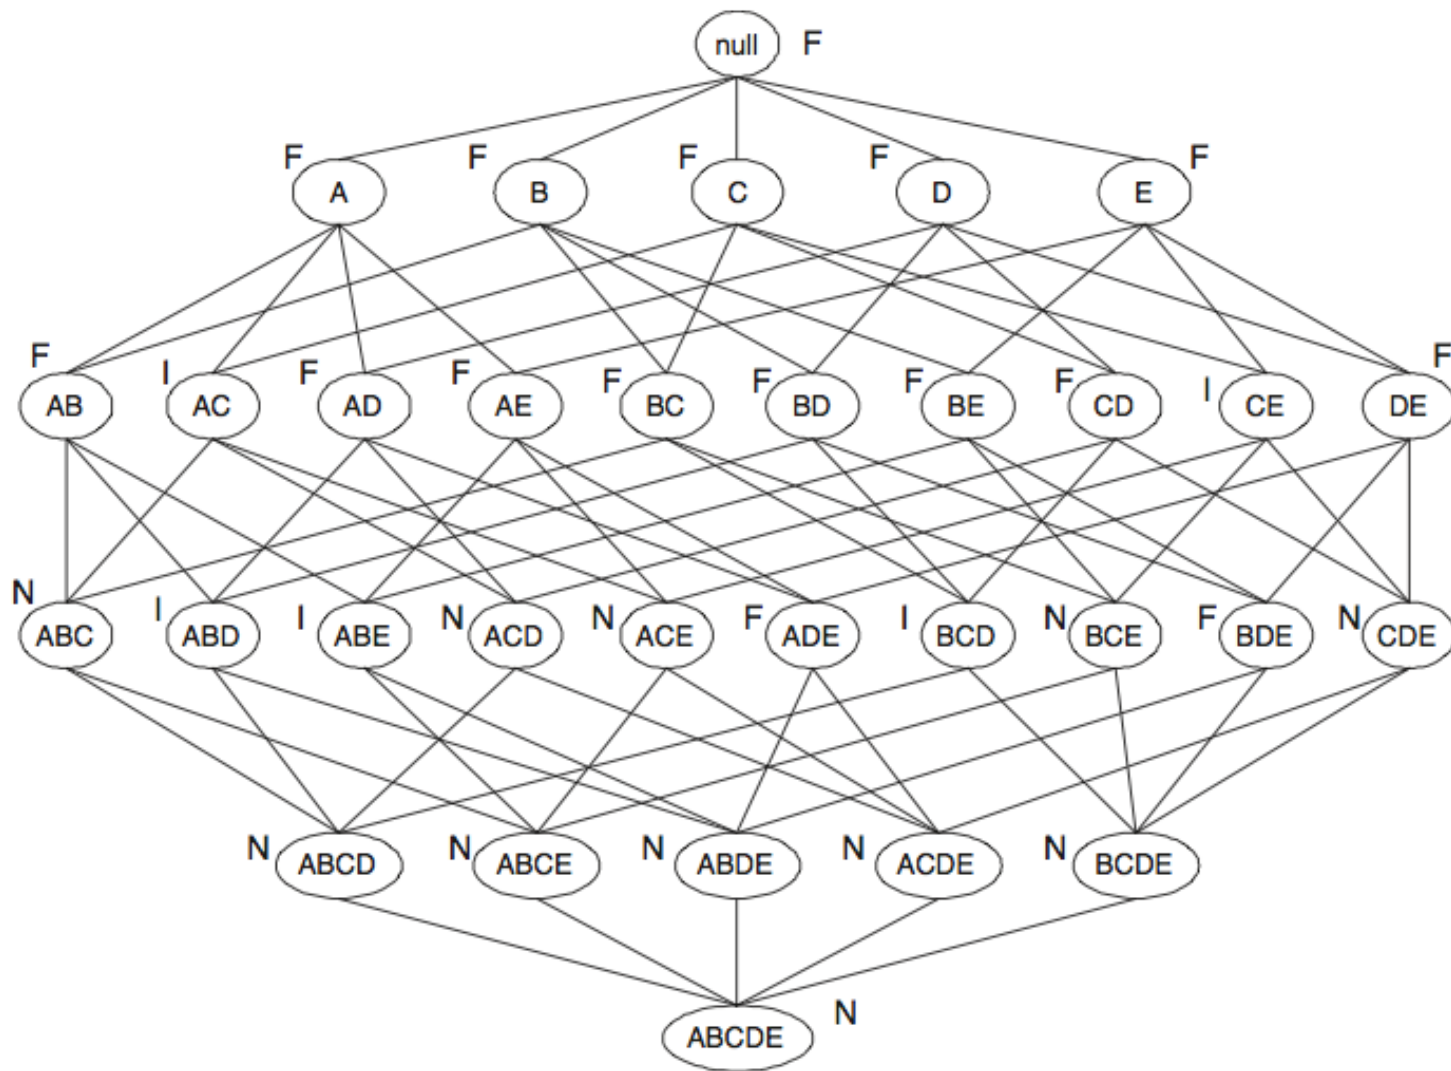 null F
F A F B F C F D E F
F AB I AC F AD F AE F BC F BD F BE F CD I CE F DE
N ABC I ABD I ABE N ACD N ACE F ADE I BCD N BCE F BDE N CDE
N ABCD N ABCE N ABDE N ACDE N BCDE
ABCDE N